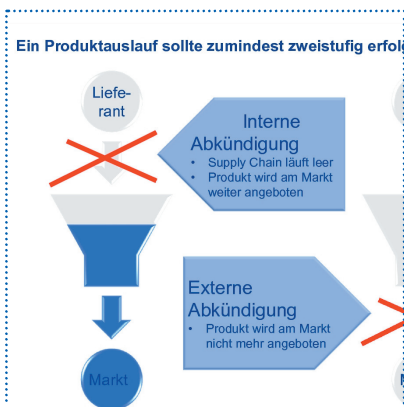 Ein Produktauslauf sollte zumindest zweistufig
Liefe-
rant
Interne
Abkündigung
• Supply Chain läuft leer
• Produkt wird am Markt
weiter angeboten
Externe
Abkündigung
• Produkt wird am Markt
nicht mehr angeboten
Markt